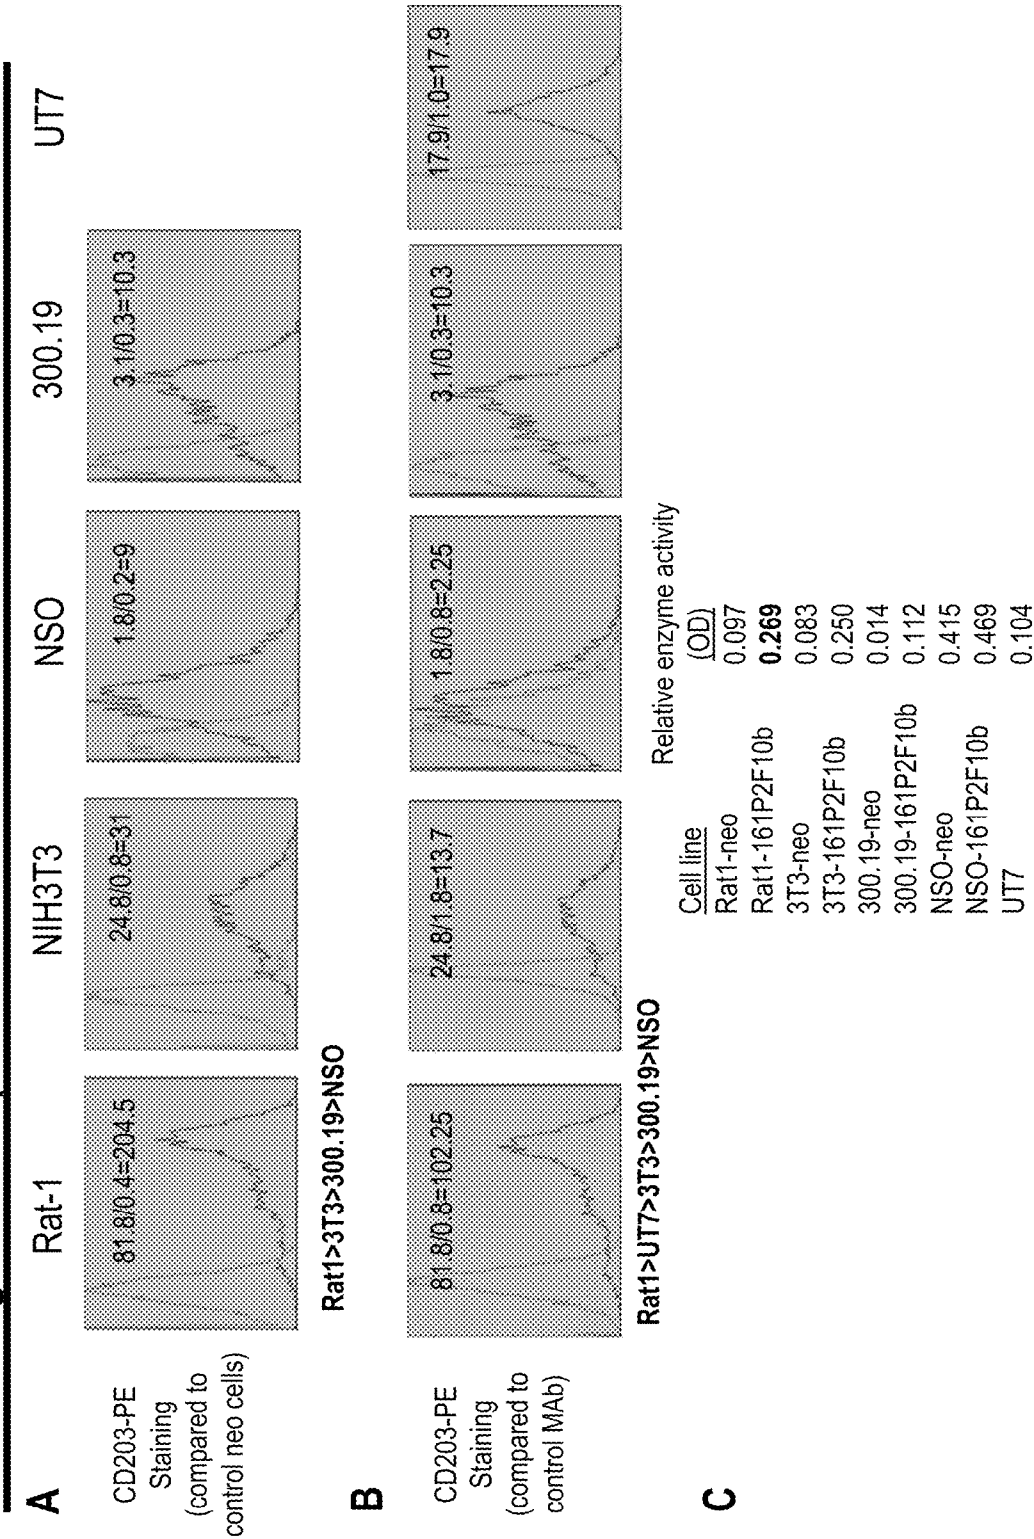 Rat-1
NIH3T3
NSO
300.19
UT7
A
CD203-PE
Staining
(compared to
control neo cells)
81.8/0.4=204.5
24.8/0.8=31
1.8/0.2=9
3.1/0.3=10.3
Rat1>3T3>300.19>NSO
B
CD203-PE
Staining
(compared to
control MAb)
81.8/0.8=102.25
24.8/1.8=13.7
1.8/0.8=2.25
3.1/0.3=10.3
17.9/1.0=17.9
Rat1>UT7>3T3>300.19>NSO
C
Relative enzyme activity
Cell line (OD)
Rat1-neo 0.097
Rat1-161P2F10b 0.269
3T3-neo 0.083
3T3-161P2F10b 0.250
300.19-neo 0.014
300.19-161P2F10b 0.112
NSO-neo 0.415
NSO-161P2F10b 0.469
UT7 0.104